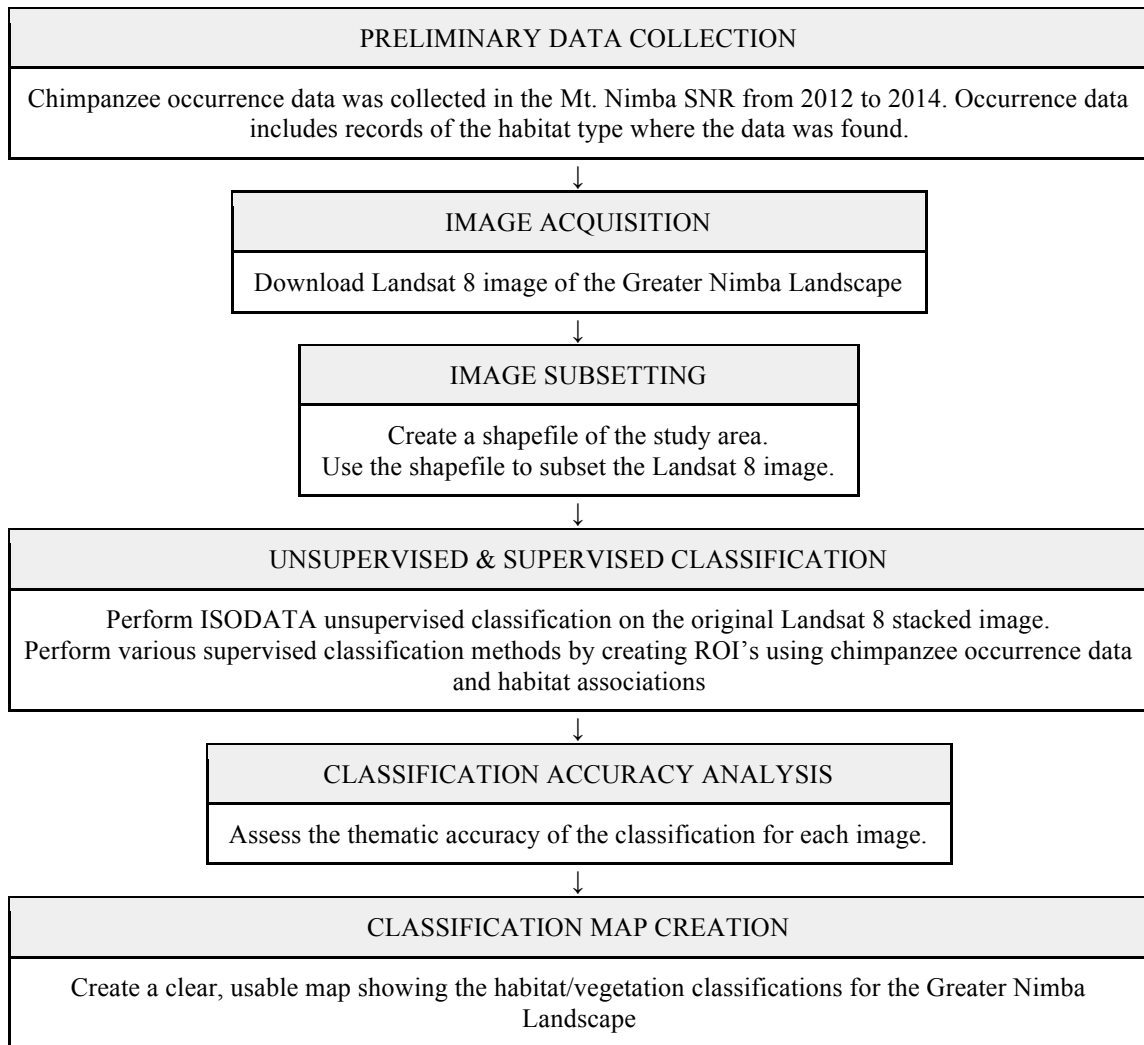 PRELIMINARY DATA COLLECTION
Chimpanzee occurrence data was collected in the Mt. Nimba SNR from 2012 to 2014. Occurrence data
includes records of the habitat type where the data was found.
↓
IMAGE ACQUISITION
Download Landsat 8 image of the Greater Nimba Landscape
↓
IMAGE SUBSETTING
Create a shapefile of the study area.
Use the shapefile to subset the Landsat 8 image.
↓
UNSUPERVISED & SUPERVISED CLASSIFICATION
Perform ISODATA unsupervised classification on the original Landsat 8 stacked image.
Perform various supervised classification methods by creating ROI’s using chimpanzee occurrence data
and habitat associations
↓
CLASSIFICATION ACCURACY ANALYSIS
Assess the thematic accuracy of the classification for each image.
↓
CLASSIFICATION MAP CREATION
Create a clear, usable map showing the habitat/vegetation classifications for the Greater Nimba
Landscape